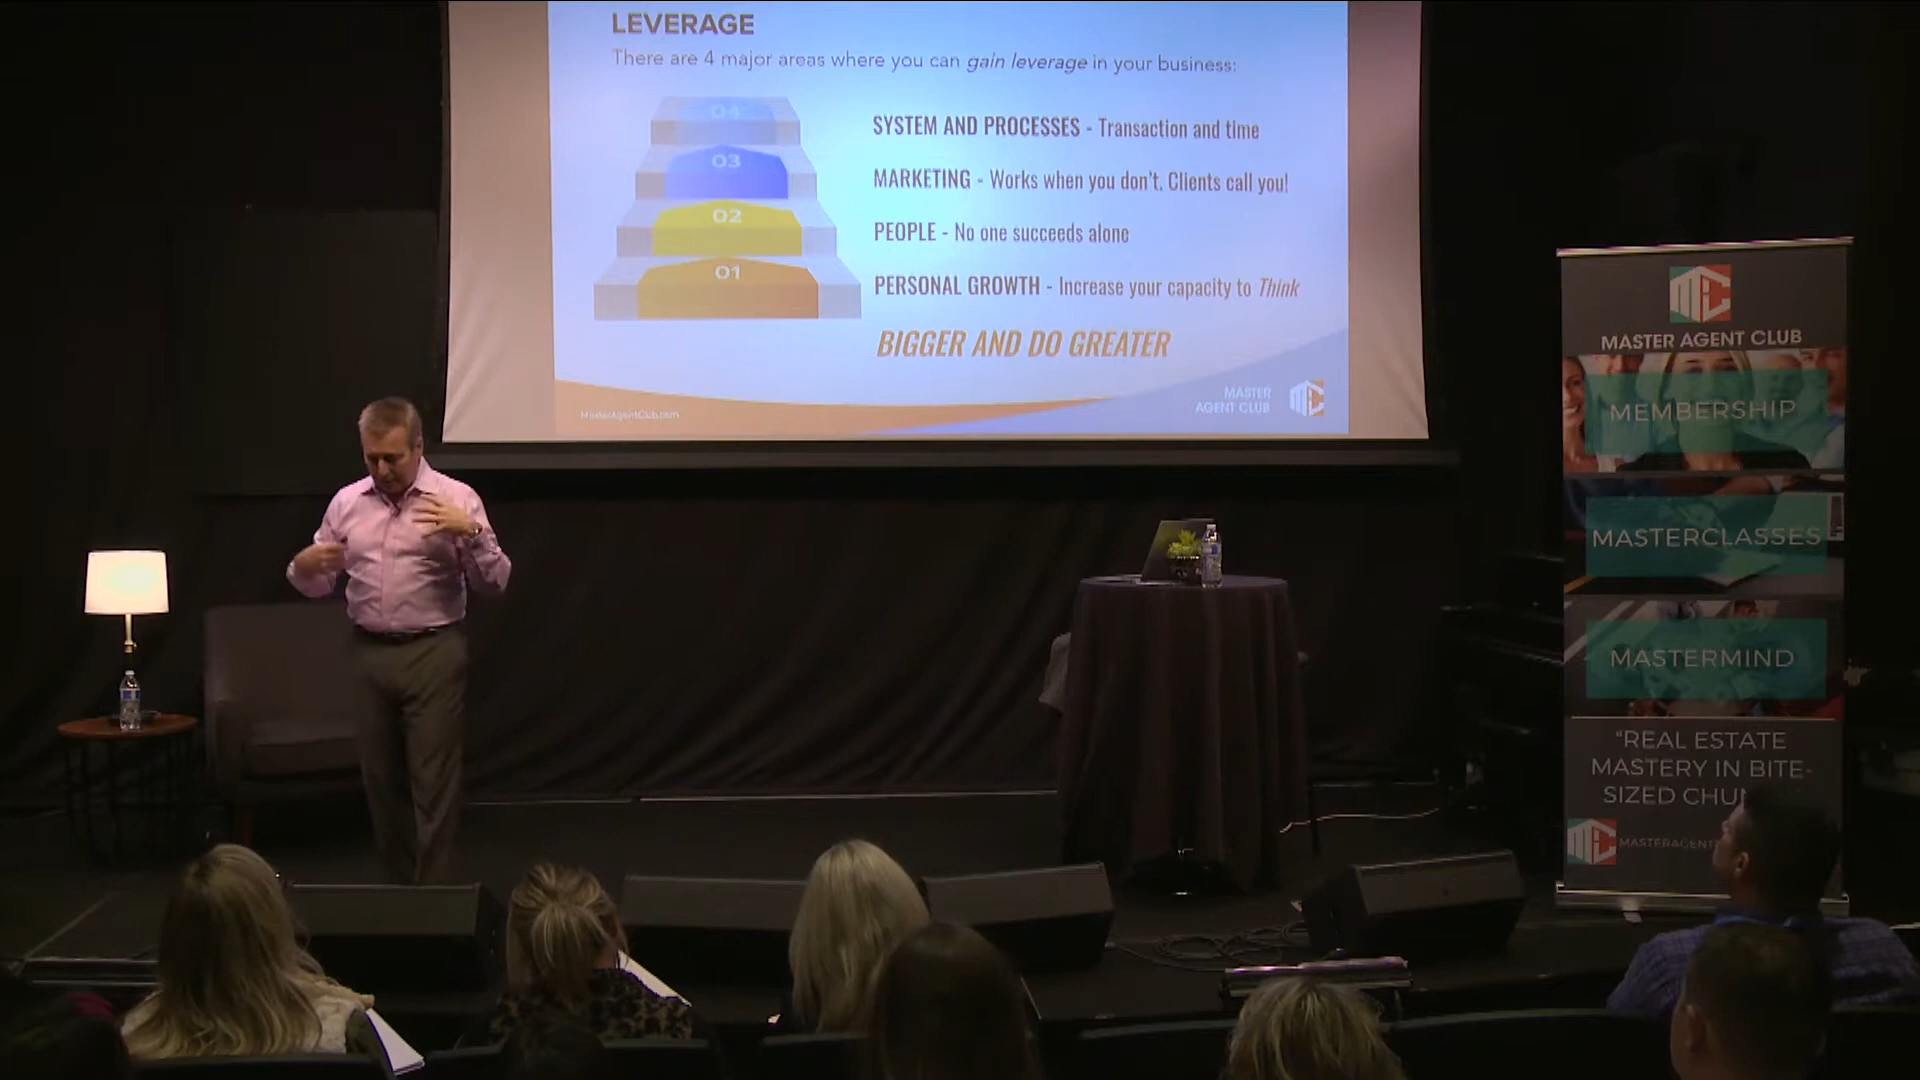 LEVERAGE
There are 4 major areas where you can gain leverage in your business:
04
SYSTEM AND PROCESSES - Transaction and time
03
MARKETING - Works when you don't. Clients call you!
02
PEOPLE - No one succeeds alone
01
PERSONAL GROWTH - Increase your capacity to Think
BIGGER AND DO GREATER
MasterAgentClub.com
MASTER
AGENT CLUB
MASTER AGENT CLUB
MEMBERSHIP
MASTERCLASSES
MASTERMIND
"REAL ESTATE
MASTERY IN BITE-
SIZED